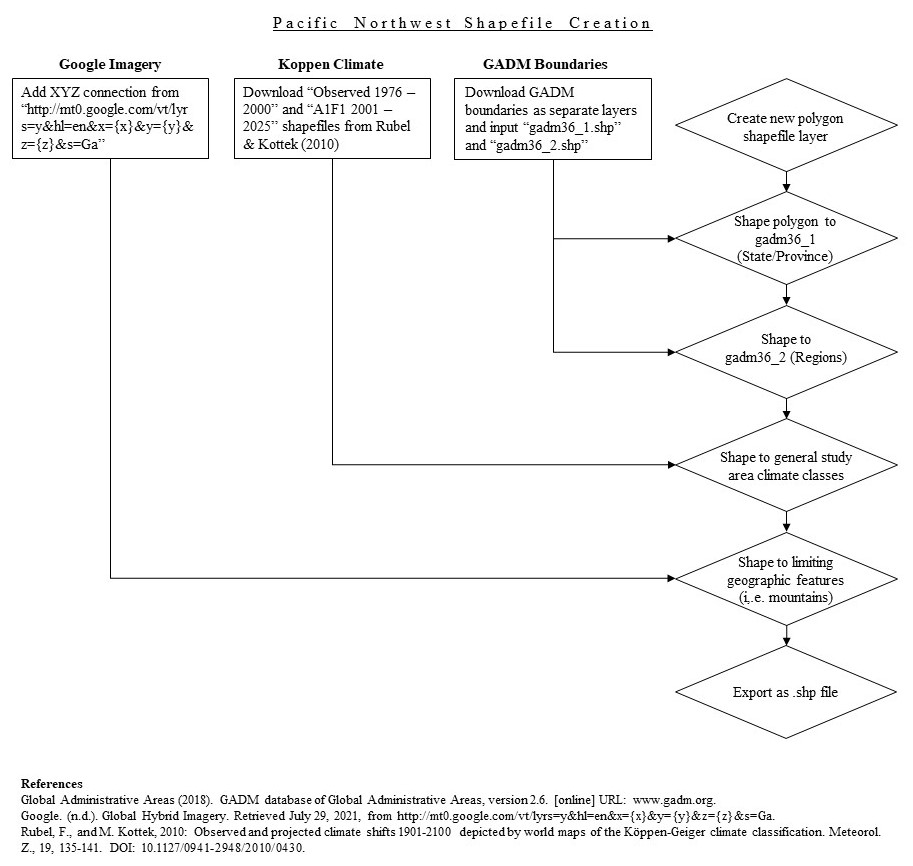 Pacific Northwest Shapefile Creation
Google Imagery
Add XYZ connection from
“http://mt0.google.com/vt/lyr
s=y&hl=en&x={x}&y={y}&
z={z}&s=Ga”
Koppen Climate
Download “Observed 1976 –
2000” and “A1F1 2001 –
2025” shapefiles from Rubel
& Kottek (2010)
GADM Boundaries
Download GADM
boundaries as separate layers
and input “gadm36_1.shp”
and “gadm36_2.shp”
Create new polygon
shapefile layer
Shape polygon to
gadm36_1
(State/Province)
Shape to
gadm36_2 (Regions)
Shape to general study
area climate classes
Shape to limiting
geographic features
(i,.e. mountains)
Export as .shp file
References
Global Administrative Areas (2018). GADM database of Global Administrative Areas, version 2.6. [online] URL: www.gadm.org.
Google. (n.d.). Global Hybrid Imagery. Retrieved July 29, 2021, from http://mt0.google.com/vt/lyrs=y&hl=en&x={x}&y={y}&z={z}&s=Ga.
Rubel, F., and M. Kottek, 2010: Observed and projected climate shifts 1901-2100 depicted by world maps of the Köppen-Geiger climate classification. Meteorol.
Z., 19, 135-141. DOI: 10.1127/0941-2948/2010/0430.